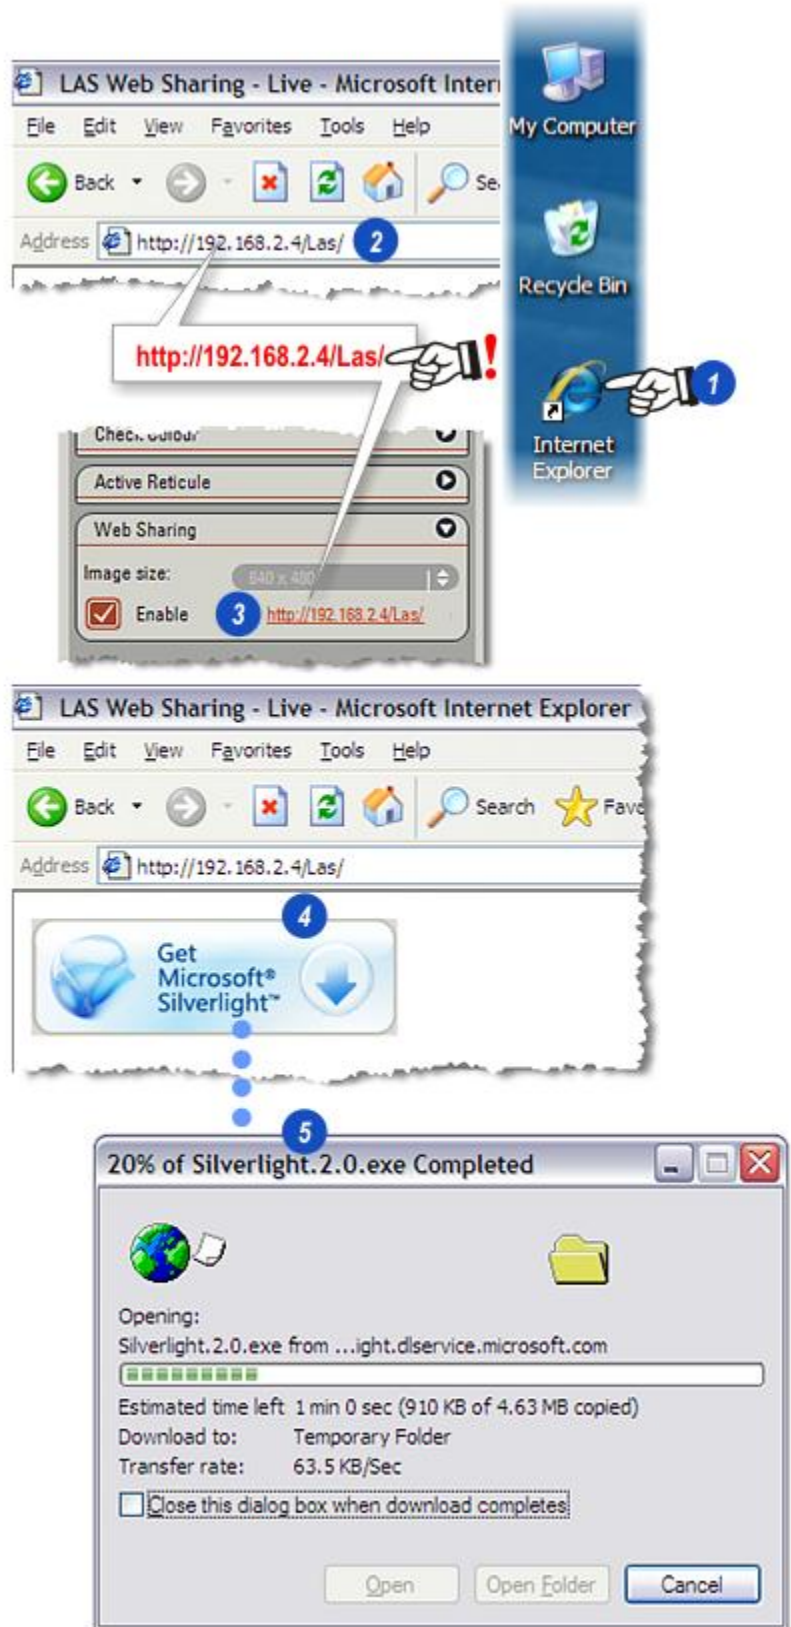 LAS Web Sharing - Live - Microsoft Inter
File Edit View Favorites Tools Help
Back
Se
Address http://192.168.2.4/Las/ 2
http://192.168.2.4/Las/ !
My Computer
Recycle Bin
1
Internet
Explorer
Check Colour
Active Reticule
Web Sharing
Image size: 640 x 480
Enable 3 http://192.168.2.4/Las/
LAS Web Sharing - Live - Microsoft Internet Explorer
File Edit View Favorites Tools Help
Back Search Favo
Address http://192.168.2.4/Las/
4
Get
Microsoft®
Silverlight™
5
20% of Silverlight.2.0.exe Completed
Opening:
Silverlight.2.0.exe from ...ight.dlservice.microsoft.com
Estimated time left 1 min 0 sec (910 KB of 4.63 MB copied)
Download to: Temporary Folder
Transfer rate: 63.5 KB/Sec
Close this dialog box when download completes
Open Open Folder Cancel